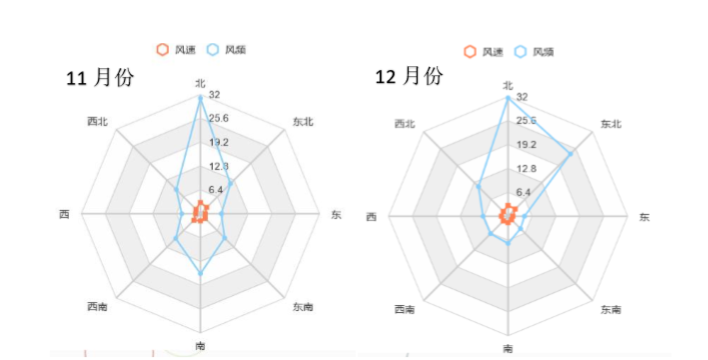 风速 风频
11 月份
北
32
25.6
19.2
12.8
6.4
西北
东北
西
东
西南
东南
南
风速 风频
12 月份
北
32
25.6
19.2
12.8
6.4
西北
东北
西
东
西南
东南
南